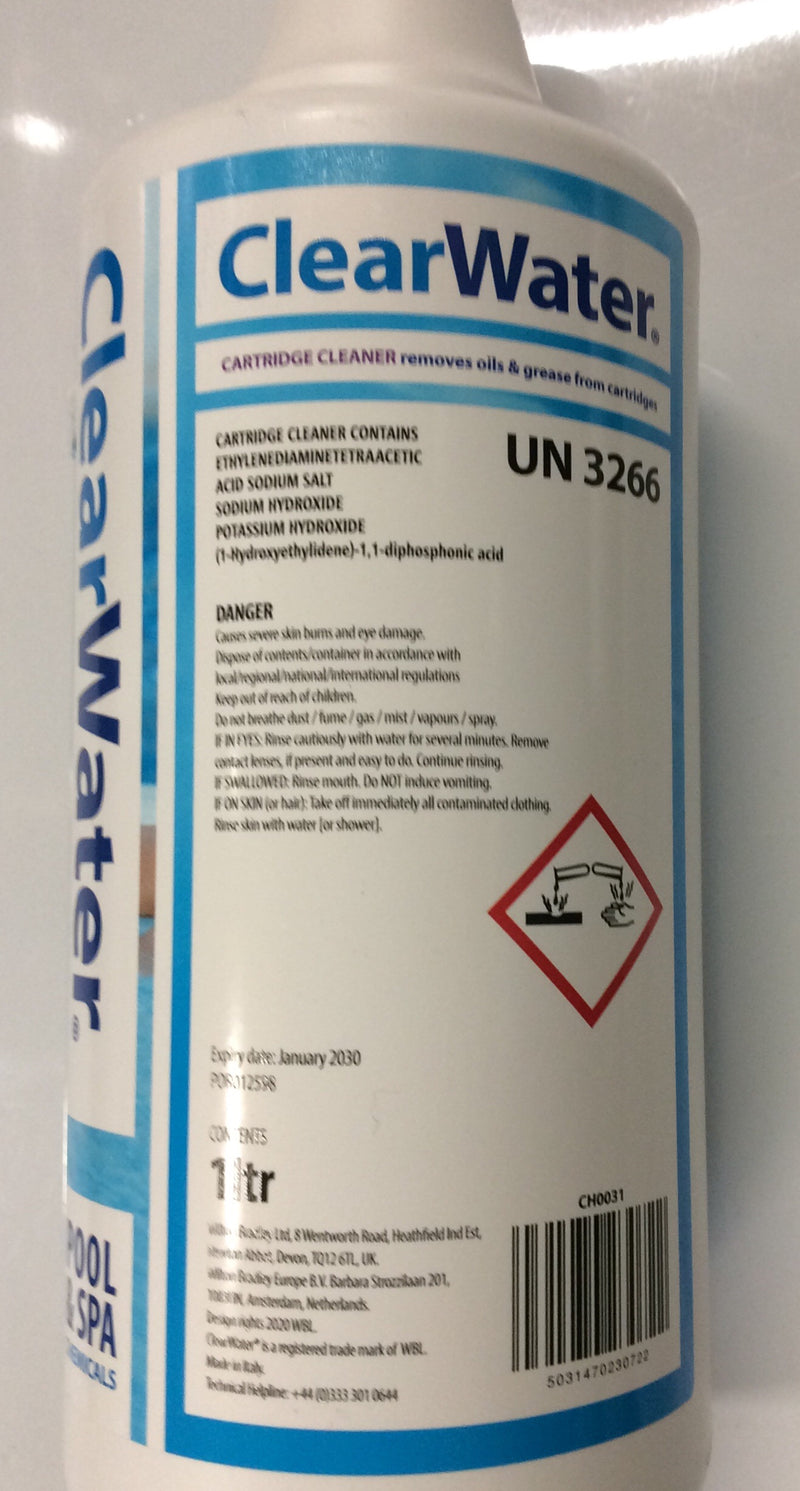 ClearWater®
CARTRIDGE CLEANER removes oils & grease from cartridges
CARTRIDGE CLEANER CONTAINS
ETHYLENEDIAMINETETRAACETIC
ACID SODIUM SALT
SODIUM HYDROXIDE
POTASSIUM HYDROXIDE
(1-Hydroxyethylidene)-1,1-diphosphonic acid
UN 3266
DANGER
Causes severe skin burns and eye damage.
Dispose of contents/container in accordance with
local/regional/national/international regulations
Keep out of reach of children.
Do not breathe dust / fume / gas / mist / vapours / spray.
IF IN EYES: Rinse cautiously with water for several minutes. Remove
contact lenses, if present and easy to do. Continue rinsing.
IF SWALLOWED: Rinse mouth. Do NOT induce vomiting.
IF ON SKIN (or hair): Take off immediately all contaminated clothing.
Rinse skin with water [or shower].
Expiry date: January 2030
CONTENTS
1ltr
Wilton Bradley Ltd, 8 Wentworth Road, Heathfield Ind Est,
Newton Abbot, Devon, TQ12 6TL, UK.
Wilton Bradley Europe B.V. Barbara Strozzilaan 201,
Amsterdam, Netherlands.
Design rights 2020 WBL.
ClearWater® is a registered trade mark of WBL.
Made in Italy.
Technical Helpline: +44 (0)333 301 0644
CH0031
5031470230722
ClearWater®
POOL
& SPA
CHEMICALS